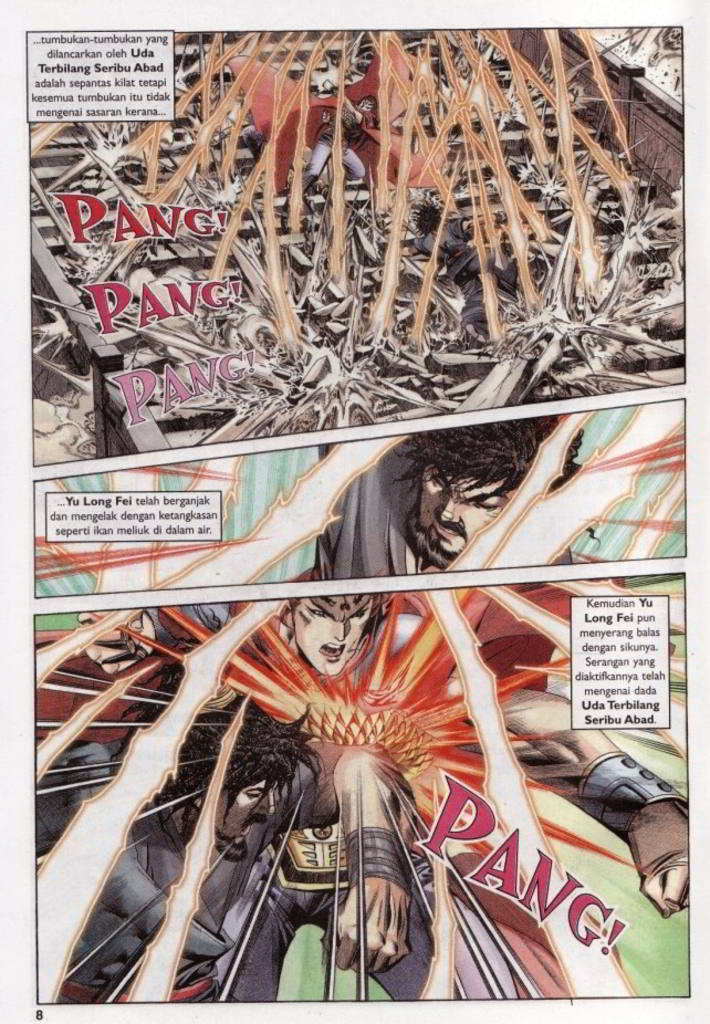 ...tumbukan-tumbukan yang
dilancarkan oleh Uda
Terbilang Seribu Abad
adalah sepantas kilat tetapi
kesemua tumbukan itu tidak
mengenai sasaran kerana...
PANG!
PANG!
PANG!
...Yu Long Fei telah berganjak
dan mengelak dengan ketangkasan
seperti ikan meliuk di dalam air.
Kemudian Yu
Long Fei pun
menyerang balas
dengan sikunya.
Serangan yang
diaktifkannya telah
mengenai dada
Uda Terbilang
Seribu Abad.
PANG!
8